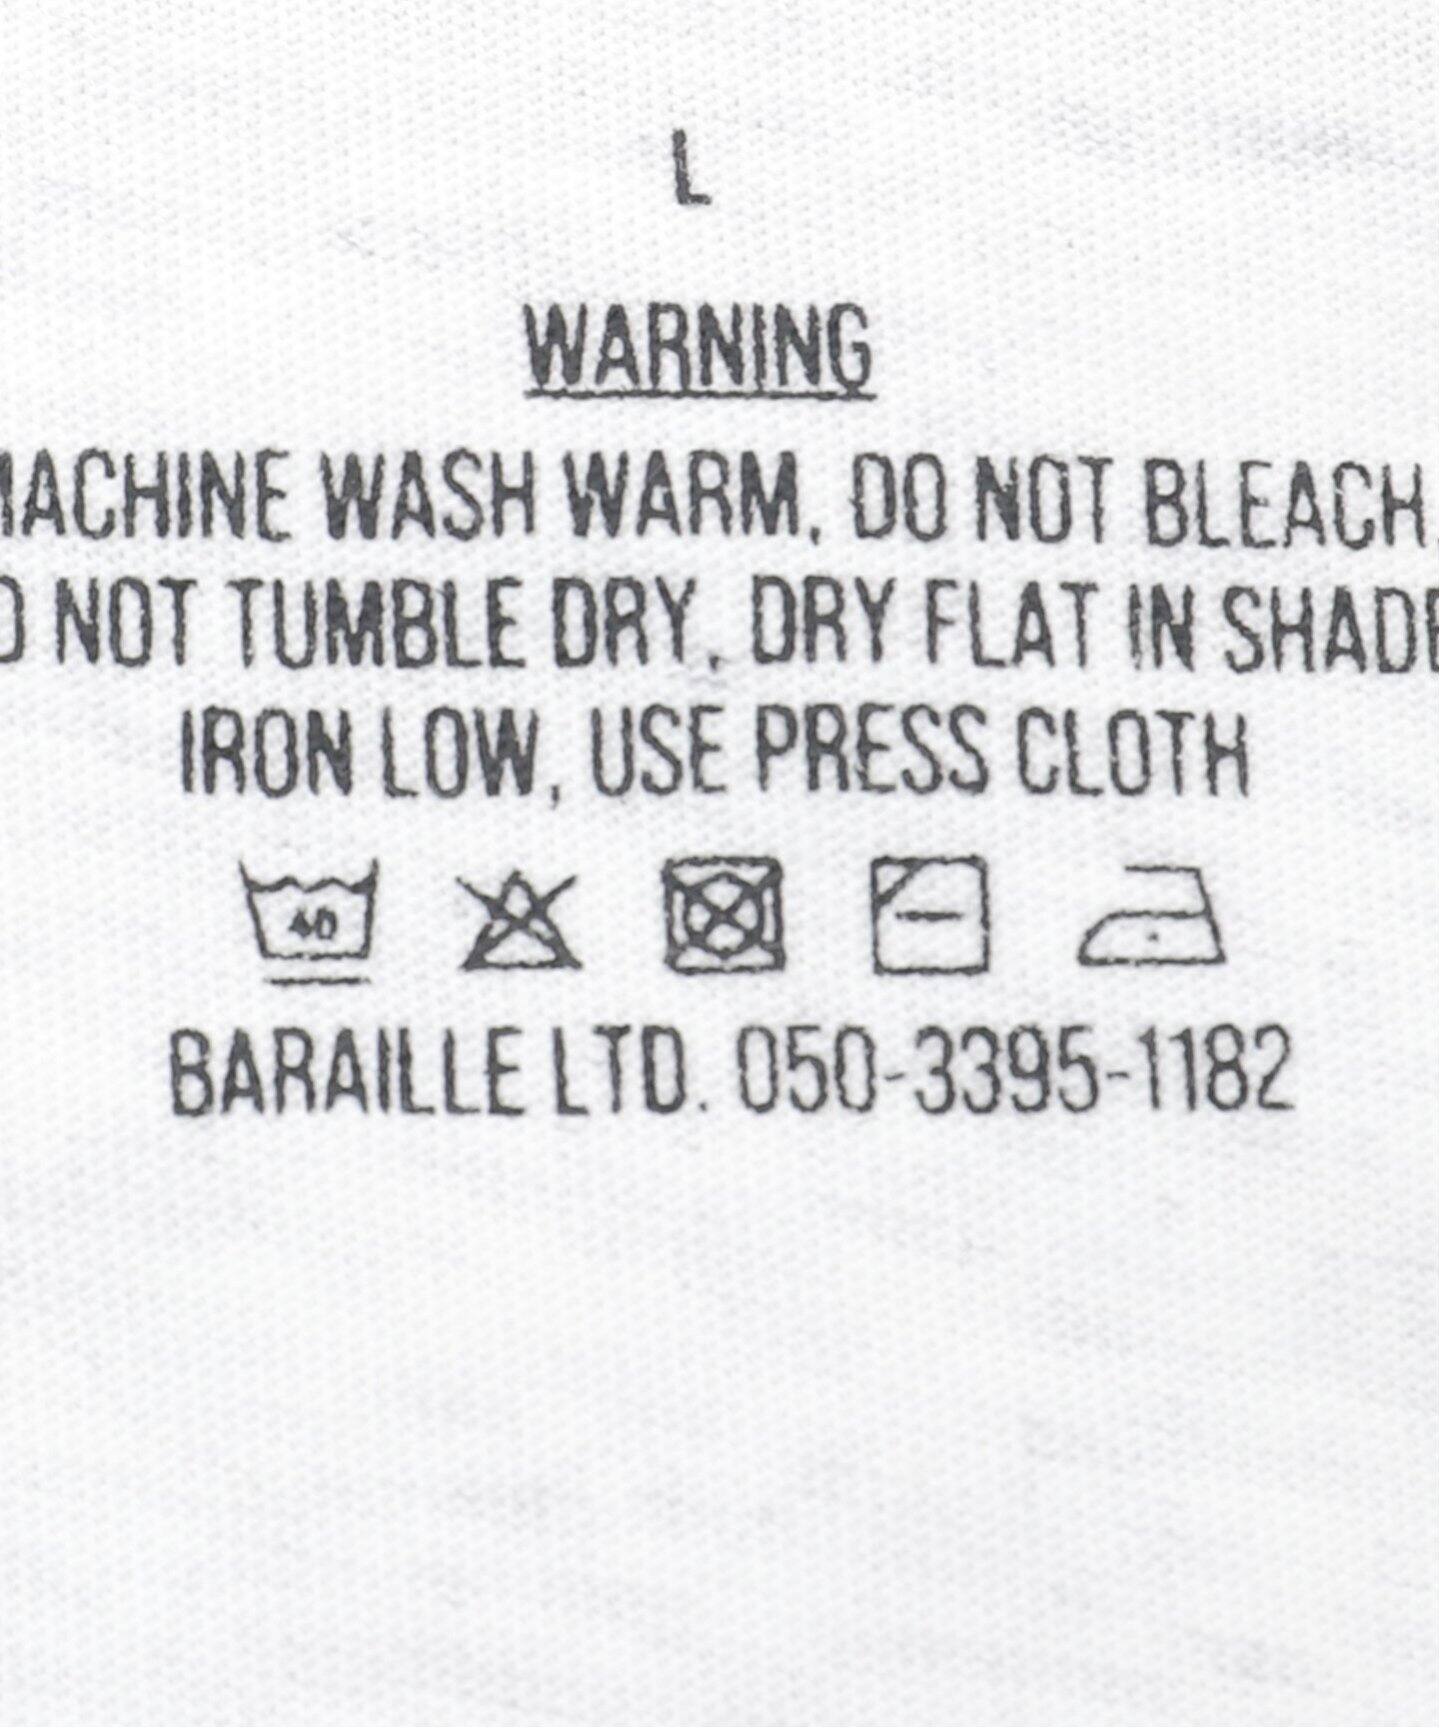 L
WARNING
MACHINE WASH WARM, DO NOT BLEACH.
O NOT TUMBLE DRY, DRY FLAT IN SHADE
IRON LOW, USE PRESS CLOTH
40
BARAILLE LTD. 050-3395-1182